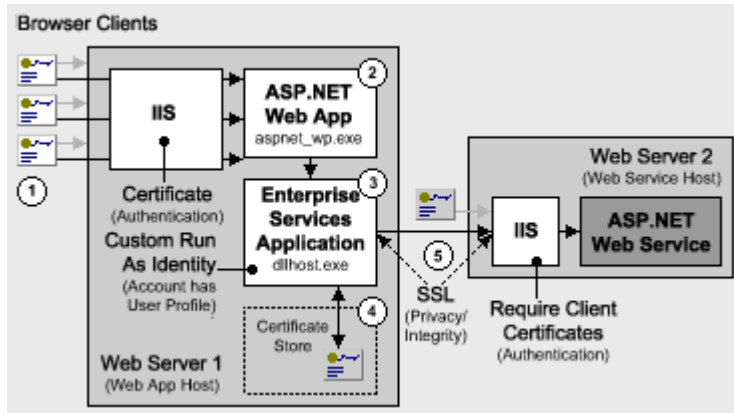 Browser Clients
IIS
2
ASP.NET
Web App
aspnet_wp.exe
1
Certificate
(Authentication)
3
Enterprise
Services
Application
dllhost.exe
Custom Run
As Identity
(Account has
User Profile)
4
Certificate
Store
Web Server 1
(Web App Host)
5
SSL
(Privacy/
Integrity)
Web Server 2
(Web Service Host)
IIS
ASP.NET
Web Service
Require Client
Certificates
(Authentication)